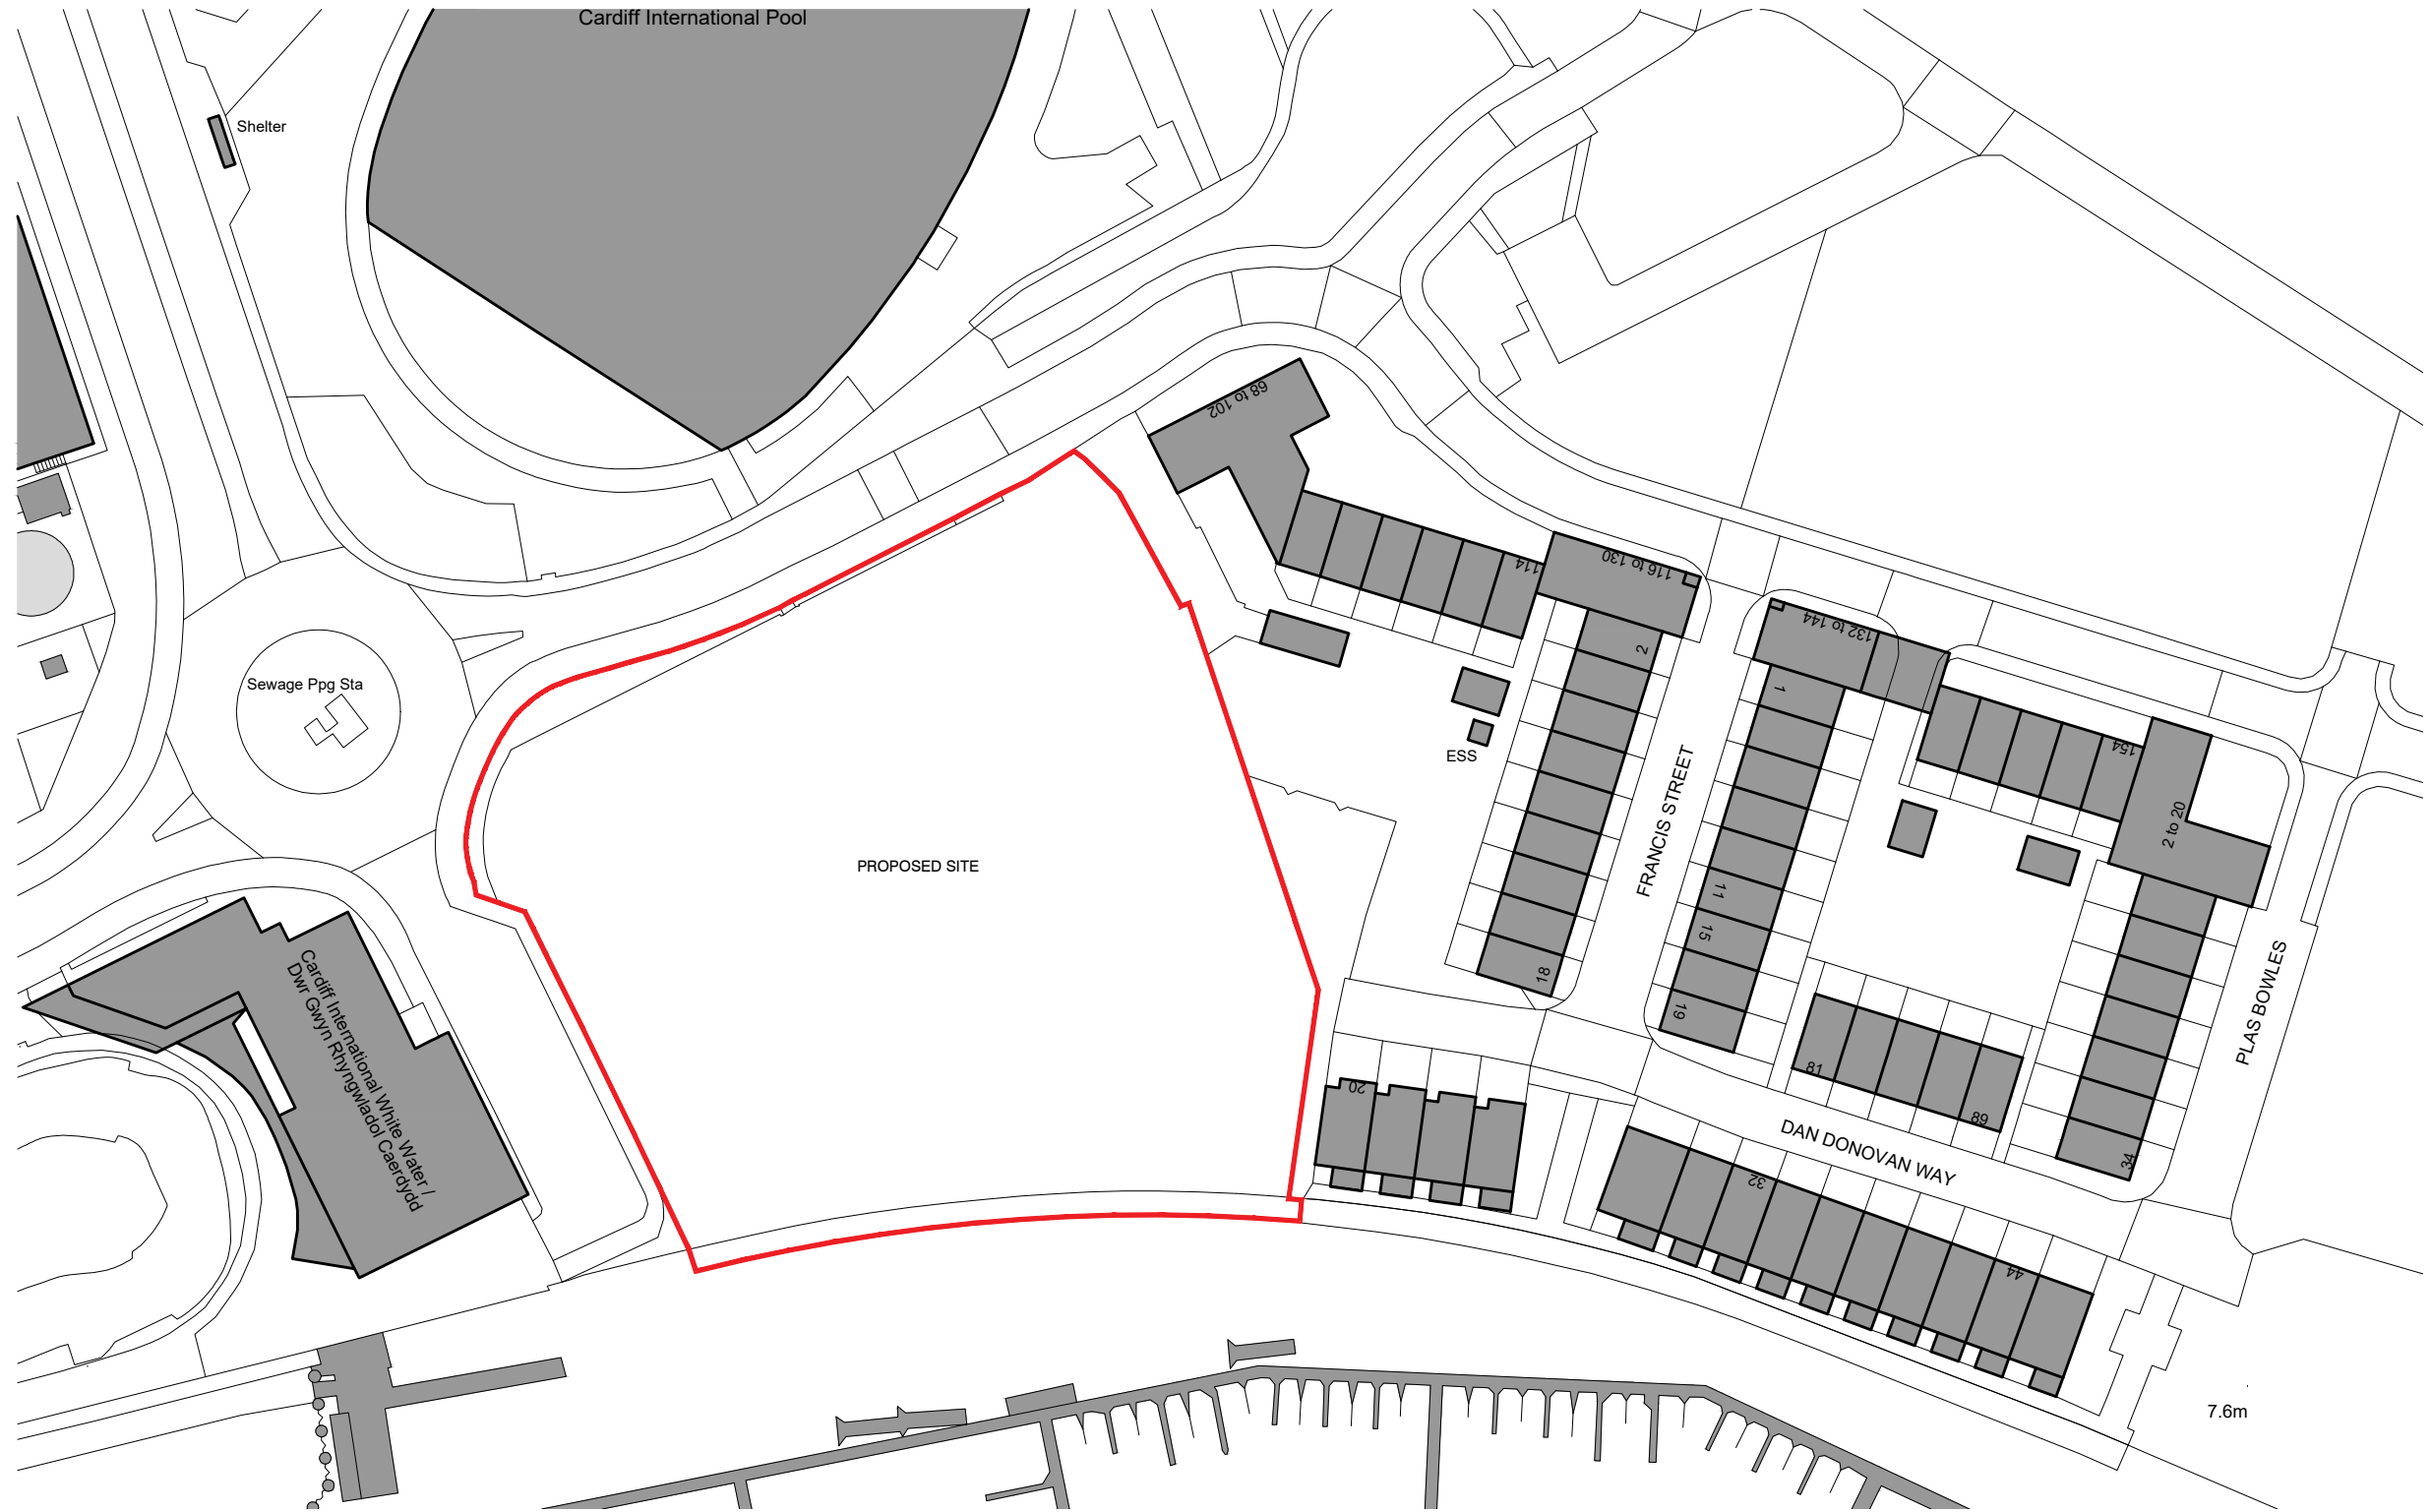 Cardiff International Pool
Shelter
68 to 102
114
116 to 130
132 to 144
154
2 to 20
2
1
Sewage Ppg Sta
ESS
FRANCIS STREET
PROPOSED SITE
11
15
18
19
PLAS BOWLES
Cardiff International White Water /
Dwr Gwyn Rhyngwladol Caerdydd
20
81
89
DAN DONOVAN WAY
34
32
44
7.6m